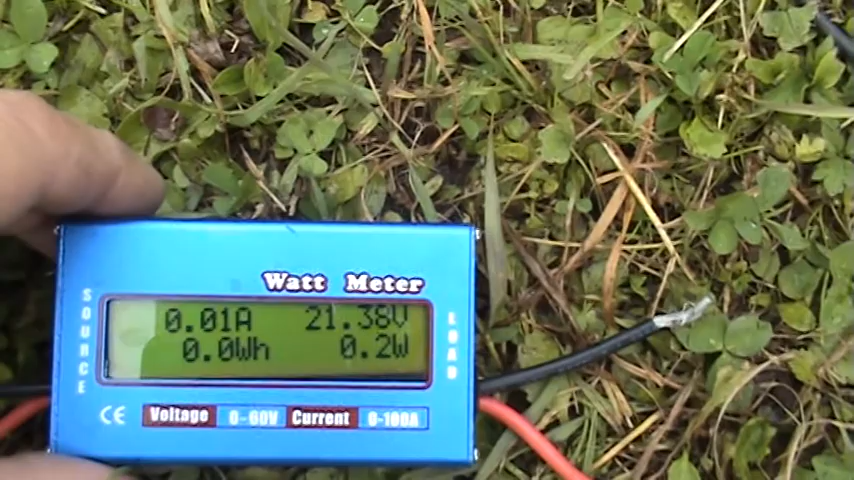 Watt Meter
SOURCE
0.01A 21.38V
0.0Wh 0.2W
LOAD
CE Voltage 0-60V Current 0-100A